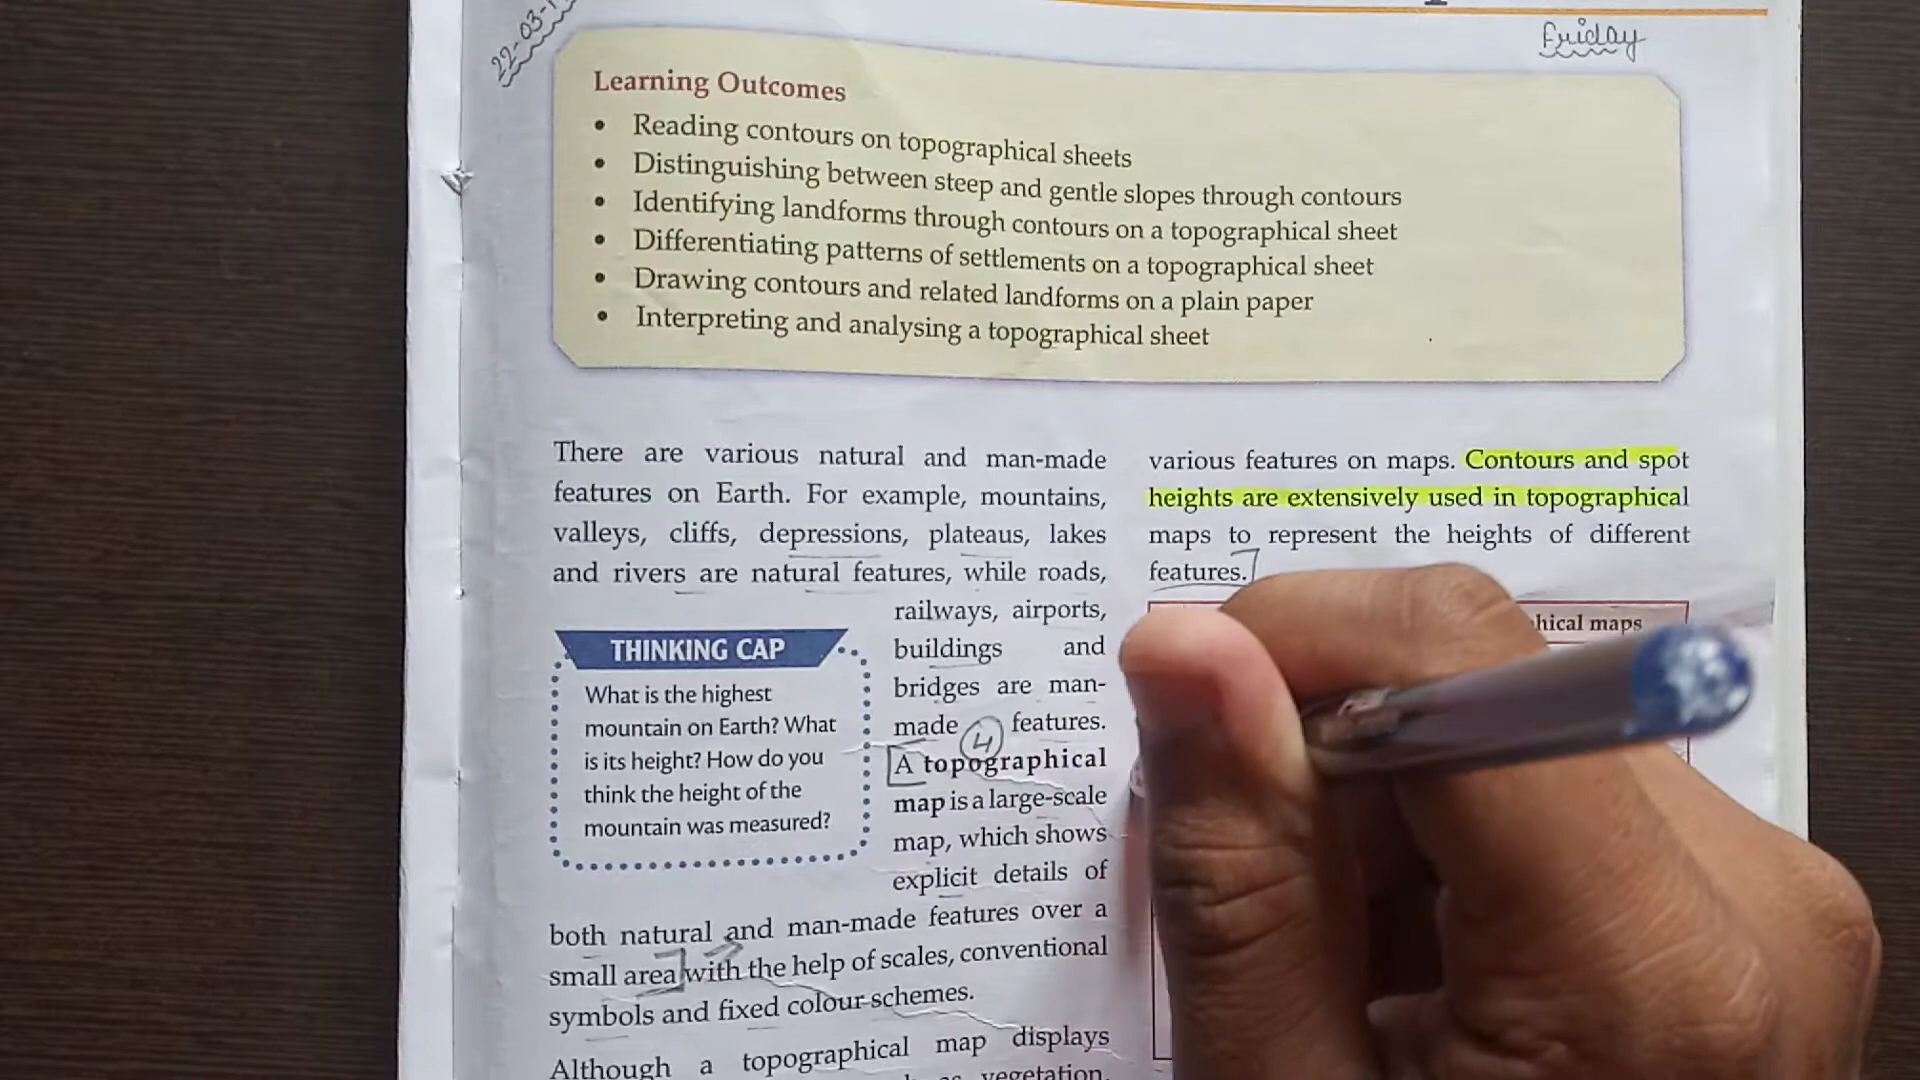 22-03-1
Friday
Learning Outcomes
• Reading contours on topographical sheets
• Distinguishing between steep and gentle slopes through contours
• Identifying landforms through contours on a topographical sheet
• Differentiating patterns of settlements on a topographical sheet
• Drawing contours and related landforms on a plain paper
• Interpreting and analysing a topographical sheet
There are various natural and man-made
features on Earth. For example, mountains,
valleys, cliffs, depressions, plateaus, lakes
and rivers are natural features, while roads,
railways, airports,
buildings and
bridges are man-
made features.
4
A topographical
map is a large-scale
map, which shows
explicit details of
both natural and man-made features over a
small area with the help of scales, conventional
symbols and fixed colour schemes.
Although a topographical map displays
vegetation,
THINKING CAP
What is the highest
mountain on Earth? What
is its height? How do you
think the height of the
mountain was measured?
various features on maps. Contours and spot
heights are extensively used in topographical
maps to represent the heights of different
features.
maps